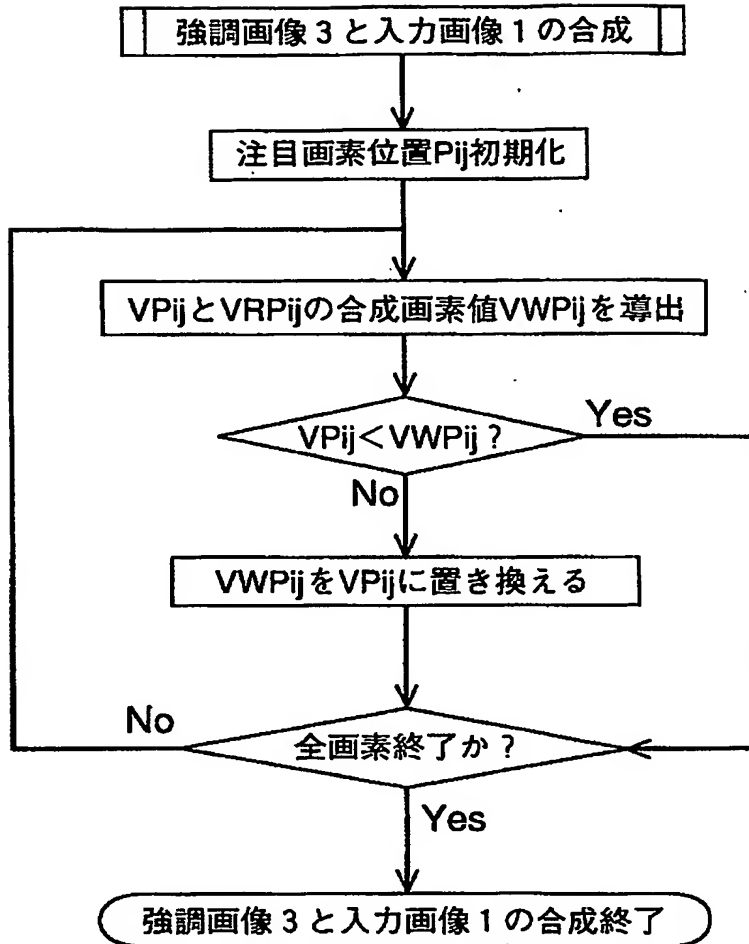 強調画像3と入力画像1の合成
注目画素位置Pij初期化
VPijとVRPijの合成画素値VWPijを導出
VPij<VWPij?
Yes
No
VWPijをVPijに置き換える
No
全画素終了か?
Yes
強調画像3と入力画像1の合成終了